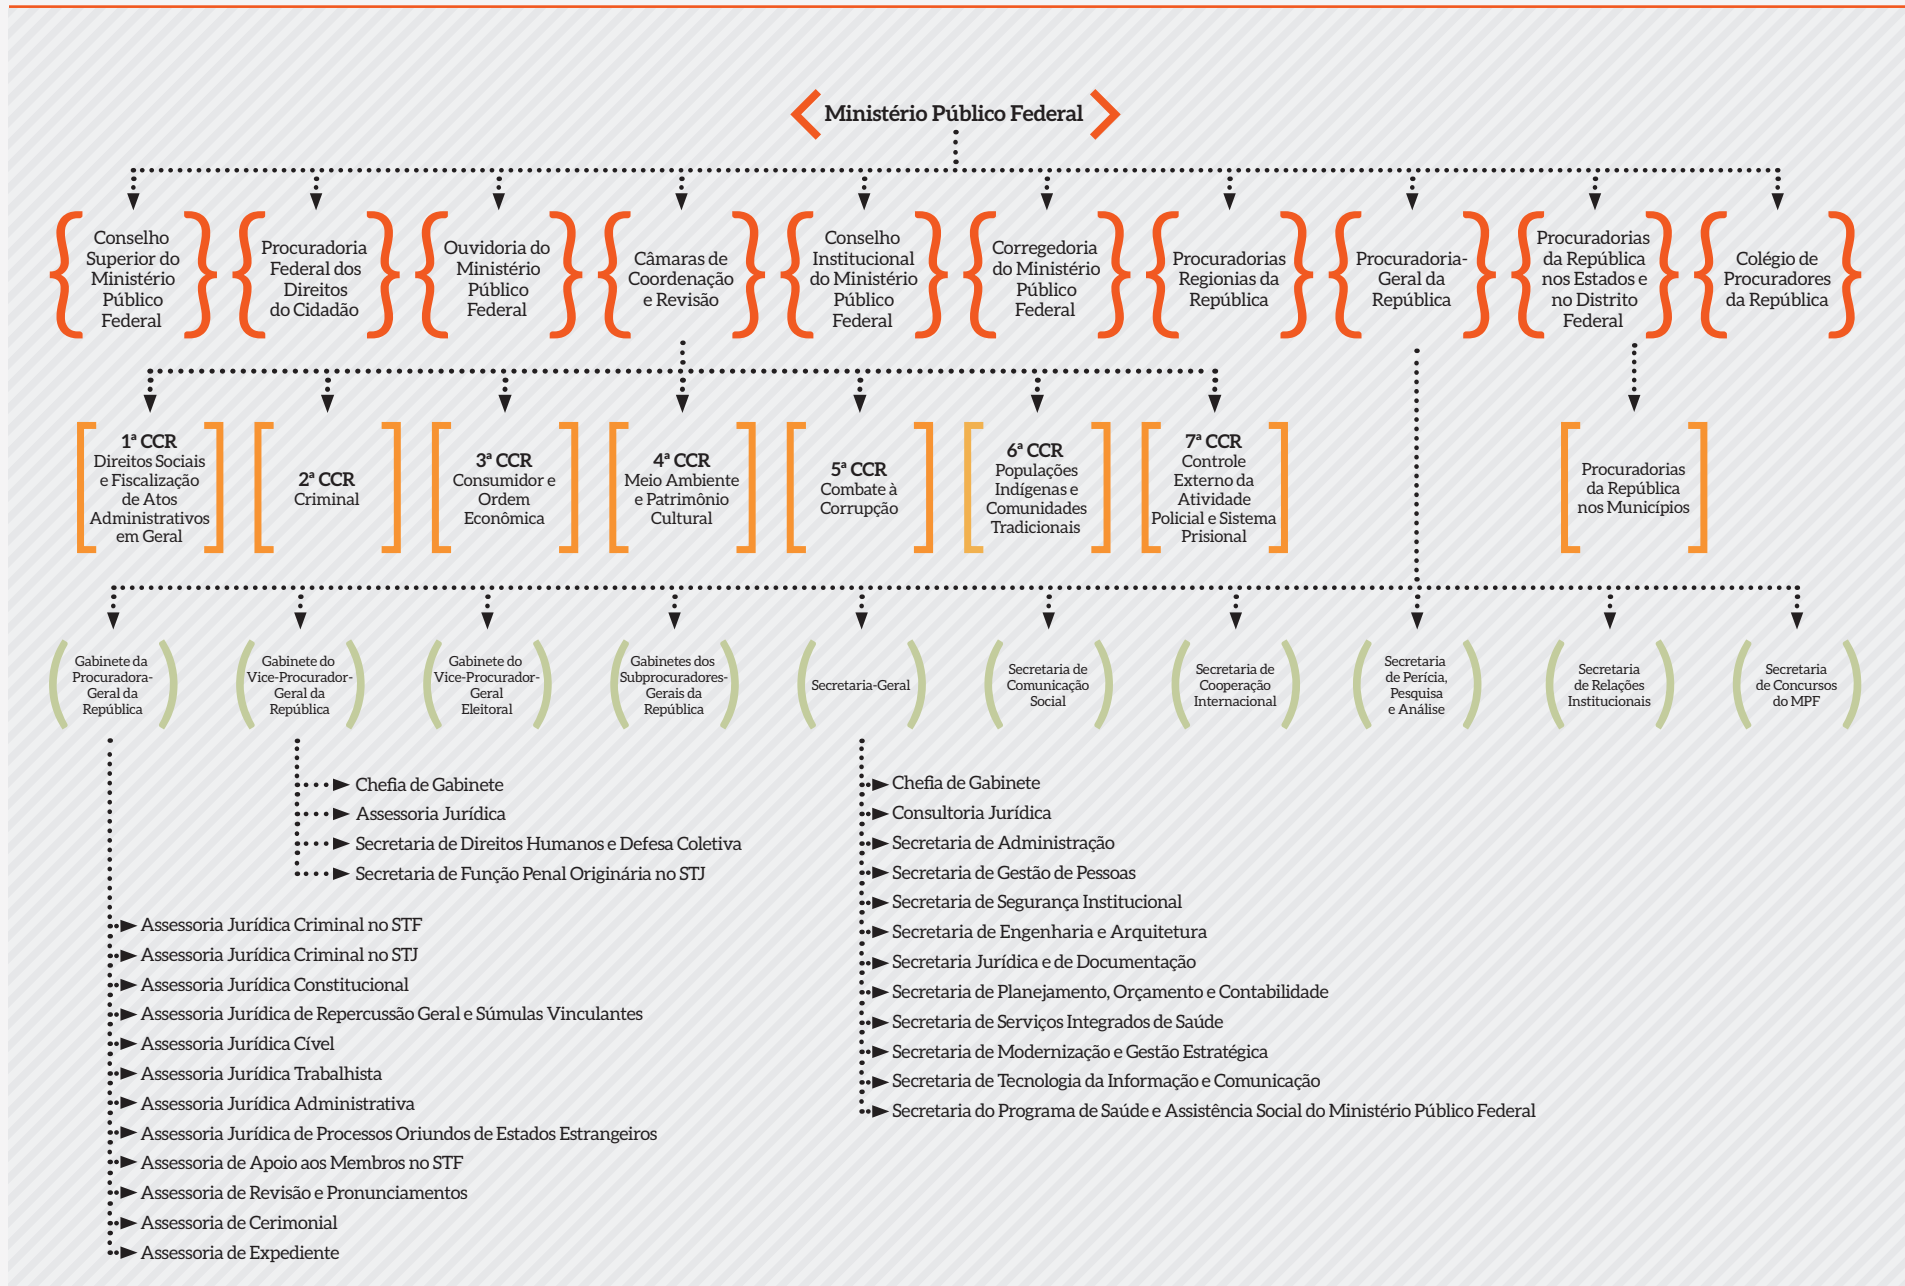 Ministério Público Federal
Conselho
Superior do
Ministério
Público
Federal
Procuradoria
Federal dos
Direitos
do Cidadão
Ouvidoria do
Ministério
Público
Federal
Câmaras de
Coordenação
e Revisão
Conselho
Institucional
do Ministério
Público
Federal
Corregedoria
do Ministério
Público
Federal
Procuradorias
Regionias da
República
Procuradoria-
Geral da
República
Procuradorias
da República
nos Estados e
no Distrito
Federal
Colégio de
Procuradores
da República
1ª CCR
Direitos Sociais
e Fiscalização
de Atos
Administrativos
em Geral
2ª CCR
Criminal
3ª CCR
Consumidor e
Ordem
Econômica
4ª CCR
Meio Ambiente
e Patrimônio
Cultural
5ª CCR
Combate à
Corrupção
6ª CCR
Populações
Indígenas e
Comunidades
Tradicionais
7ª CCR
Controle
Externo da
Atividade
Policial e Sistema
Prisional
Procuradorias
da República
nos Municípios
Gabinete da
Procuradora-
Geral da
República
Gabinete do
Vice-Procurador-
Geral da
República
Gabinete do
Vice-Procurador-
Geral
Eleitoral
Gabinetes dos
Subprocuradores-
Gerais da
República
Secretaria-Geral
Secretaria de
Comunicação
Social
Secretaria de
Cooperação
Internacional
Secretaria
de Perícia,
Pesquisa
e Análise
Secretaria
de Relações
Institucionais
Secretaria
de Concursos
do MPF
Chefia de Gabinete
Assessoria Jurídica
Secretaria de Direitos Humanos e Defesa Coletiva
Secretaria de Função Penal Originária no STJ
Assessoria Jurídica Criminal no STF
Assessoria Jurídica Criminal no STJ
Assessoria Jurídica Constitucional
Assessoria Jurídica de Repercussão Geral e Súmulas Vinculantes
Assessoria Jurídica Cível
Assessoria Jurídica Trabalhista
Assessoria Jurídica Administrativa
Assessoria Jurídica de Processos Oriundos de Estados Estrangeiros
Assessoria de Apoio aos Membros no STF
Assessoria de Revisão e Pronunciamentos
Assessoria de Cerimonial
Assessoria de Expediente
Chefia de Gabinete
Consultoria Jurídica
Secretaria de Administração
Secretaria de Gestão de Pessoas
Secretaria de Segurança Institucional
Secretaria de Engenharia e Arquitetura
Secretaria Jurídica e de Documentação
Secretaria de Planejamento, Orçamento e Contabilidade
Secretaria de Serviços Integrados de Saúde
Secretaria de Modernização e Gestão Estratégica
Secretaria de Tecnologia da Informação e Comunicação
Secretaria do Programa de Saúde e Assistência Social do Ministério Público Federal